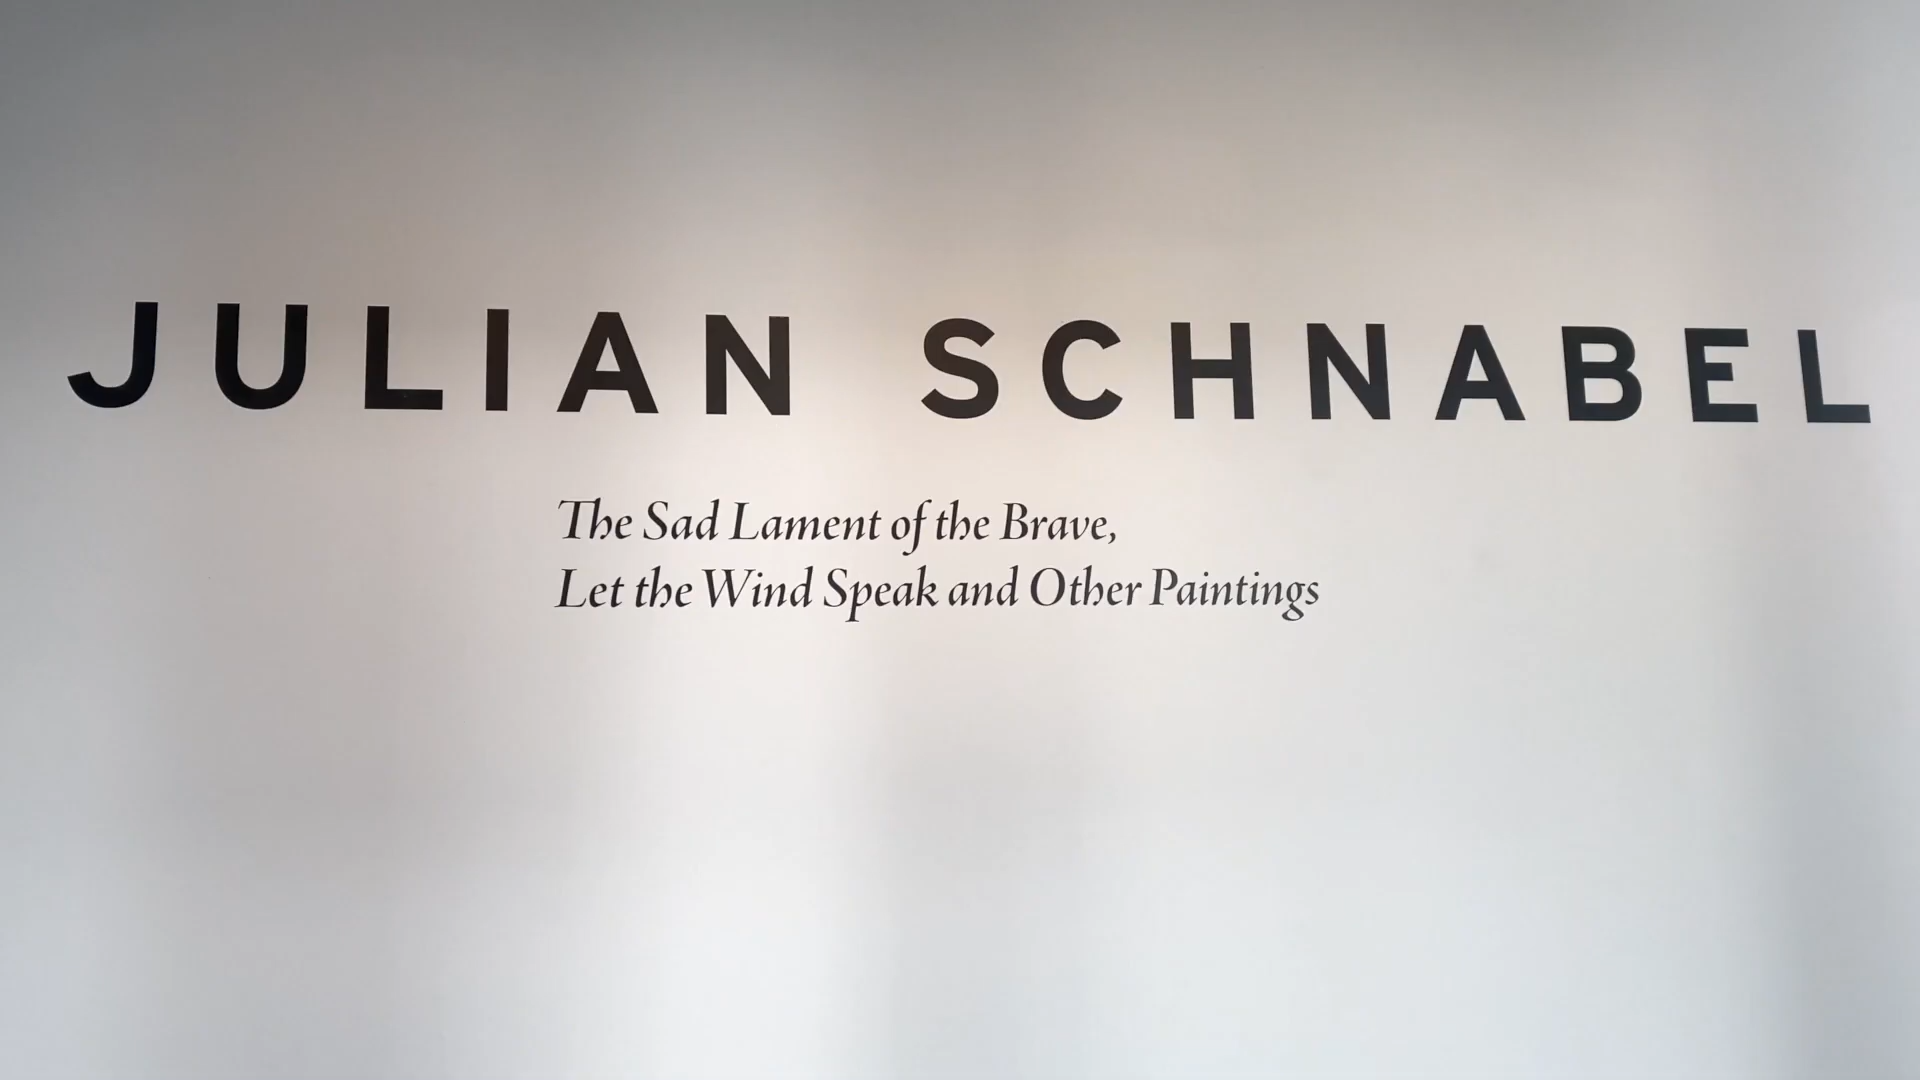 JULIAN SCHNABEL
The Sad Lament of the Brave,
Let the Wind Speak and Other Paintings